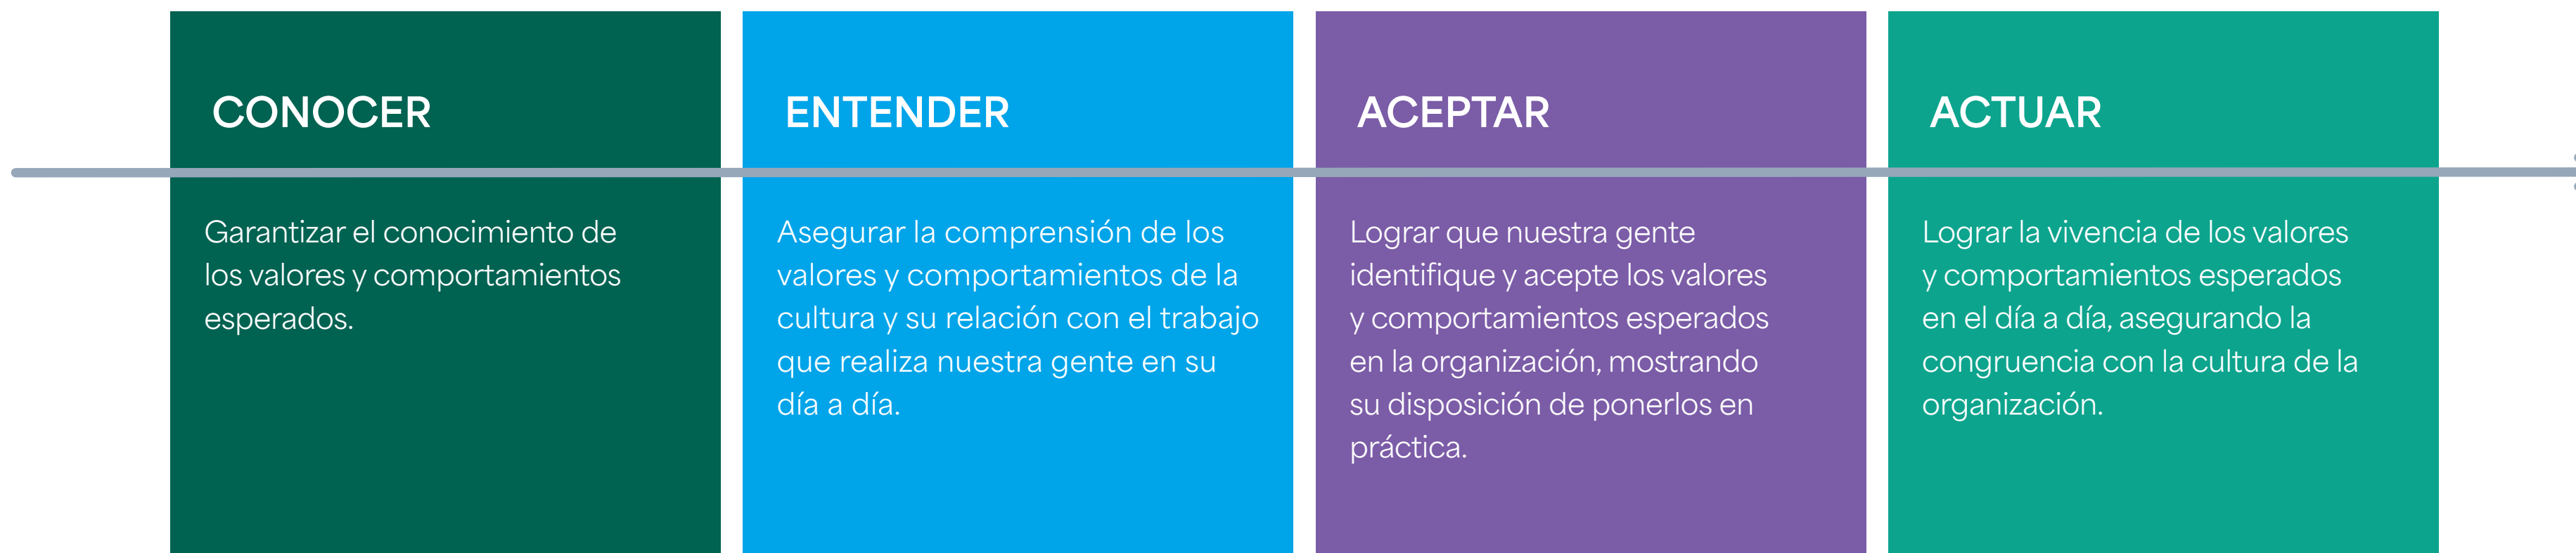 CONOCER
Garantizar el conocimiento de
los valores y comportamientos
esperados.
ENTENDER
Asegurar la comprensión de los
valores y comportamientos de la
cultura y su relación con el trabajo
que realiza nuestra gente en su
día a día.
ACEPTAR
Lograr que nuestra gente
identifique y acepte los valores
y comportamientos esperados
en la organización, mostrando
su disposición de ponerlos en
práctica.
ACTUAR
Lograr la vivencia de los valores
y comportamientos esperados
en el día a día, asegurando la
congruencia con la cultura de la
organización.